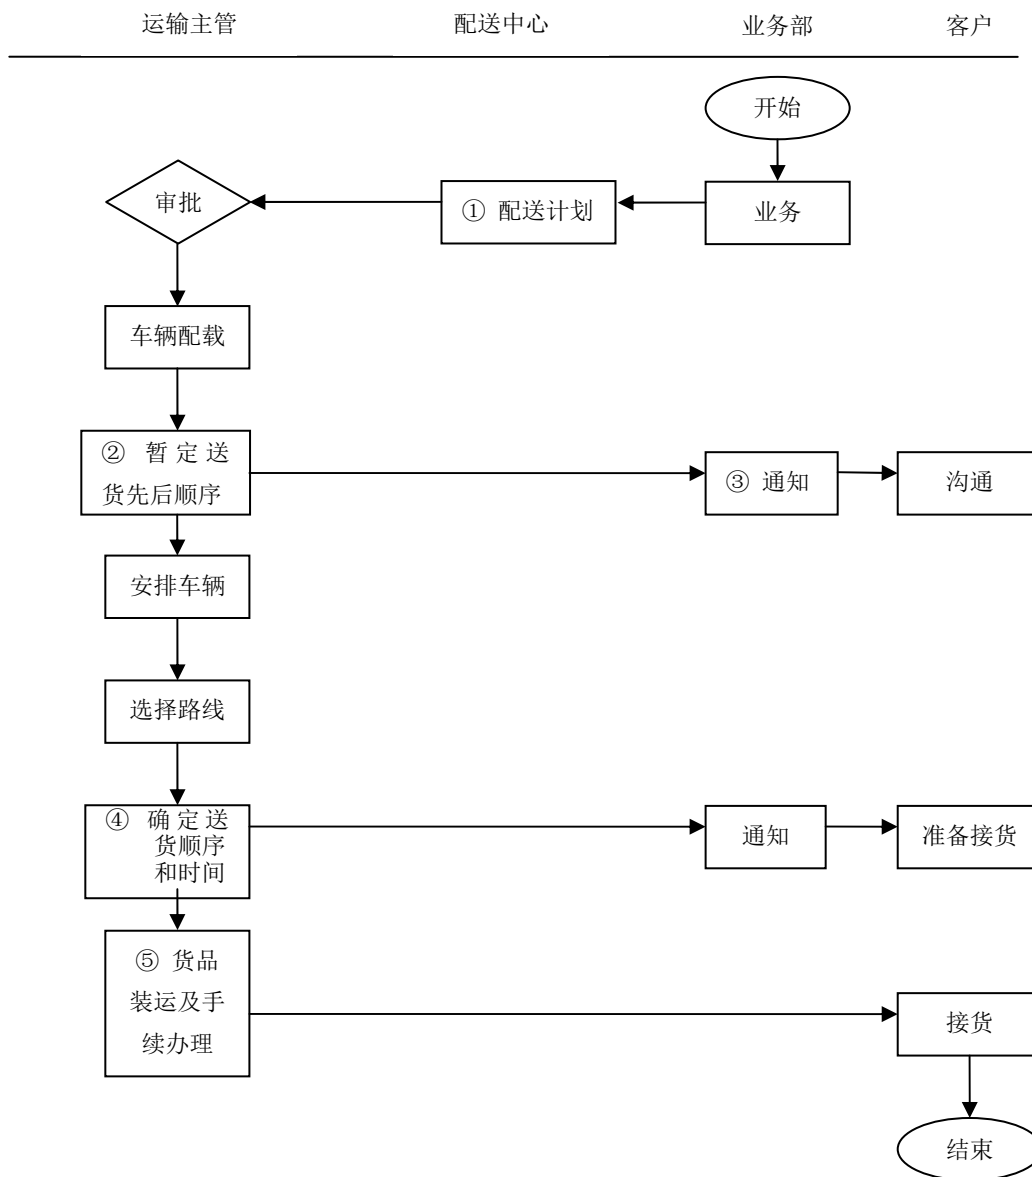 运输主管 配送中心 业务部 客户
开始
审批 ① 配送计划 业务
车辆配载
② 暂定送
货先后顺序
③ 通知 沟通
安排车辆
选择路线
④ 确定送
货顺序
和时间
通知 准备接货
⑤ 货品
装运及手
续办理
接货
结束